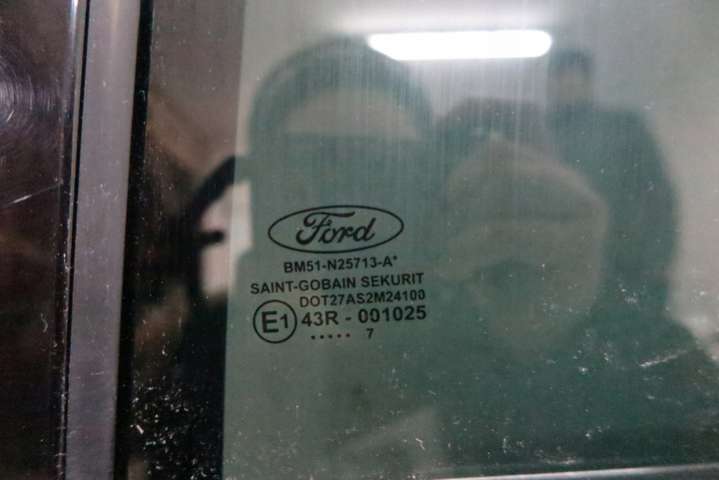 Ford
BM51-N25713-A*
SAINT-GOBAIN SEKURIT
DOT27AS2M24100
E1 43R - 001025
..... 7